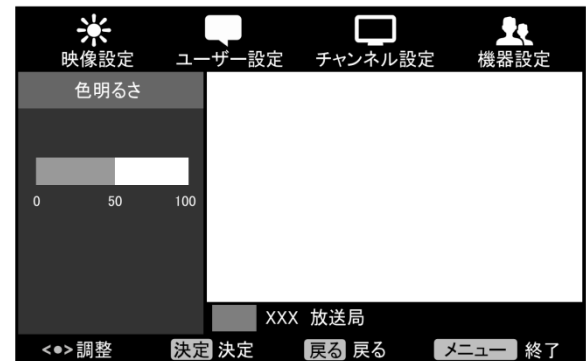 映像設定 ユーザー設定 チャンネル設定 機器設定
色明るさ
0 50 100
XXX 放送局
<●>調整 決定 決定 戻る 戻る メニュー 終了